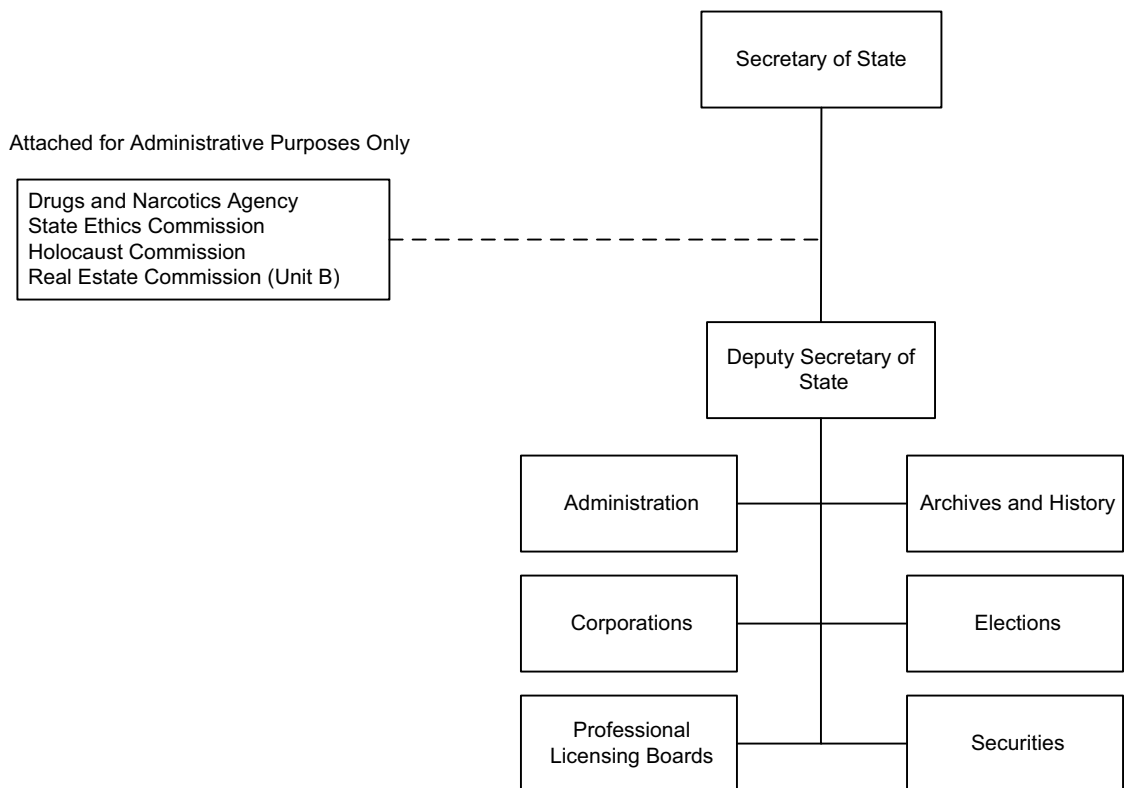 Secretary of State
Attached for Administrative Purposes Only
Drugs and Narcotics Agency
State Ethics Commission
Holocaust Commission
Real Estate Commission (Unit B)
Deputy Secretary of
State
Administration
Archives and History
Corporations
Elections
Professional
Licensing Boards
Securities